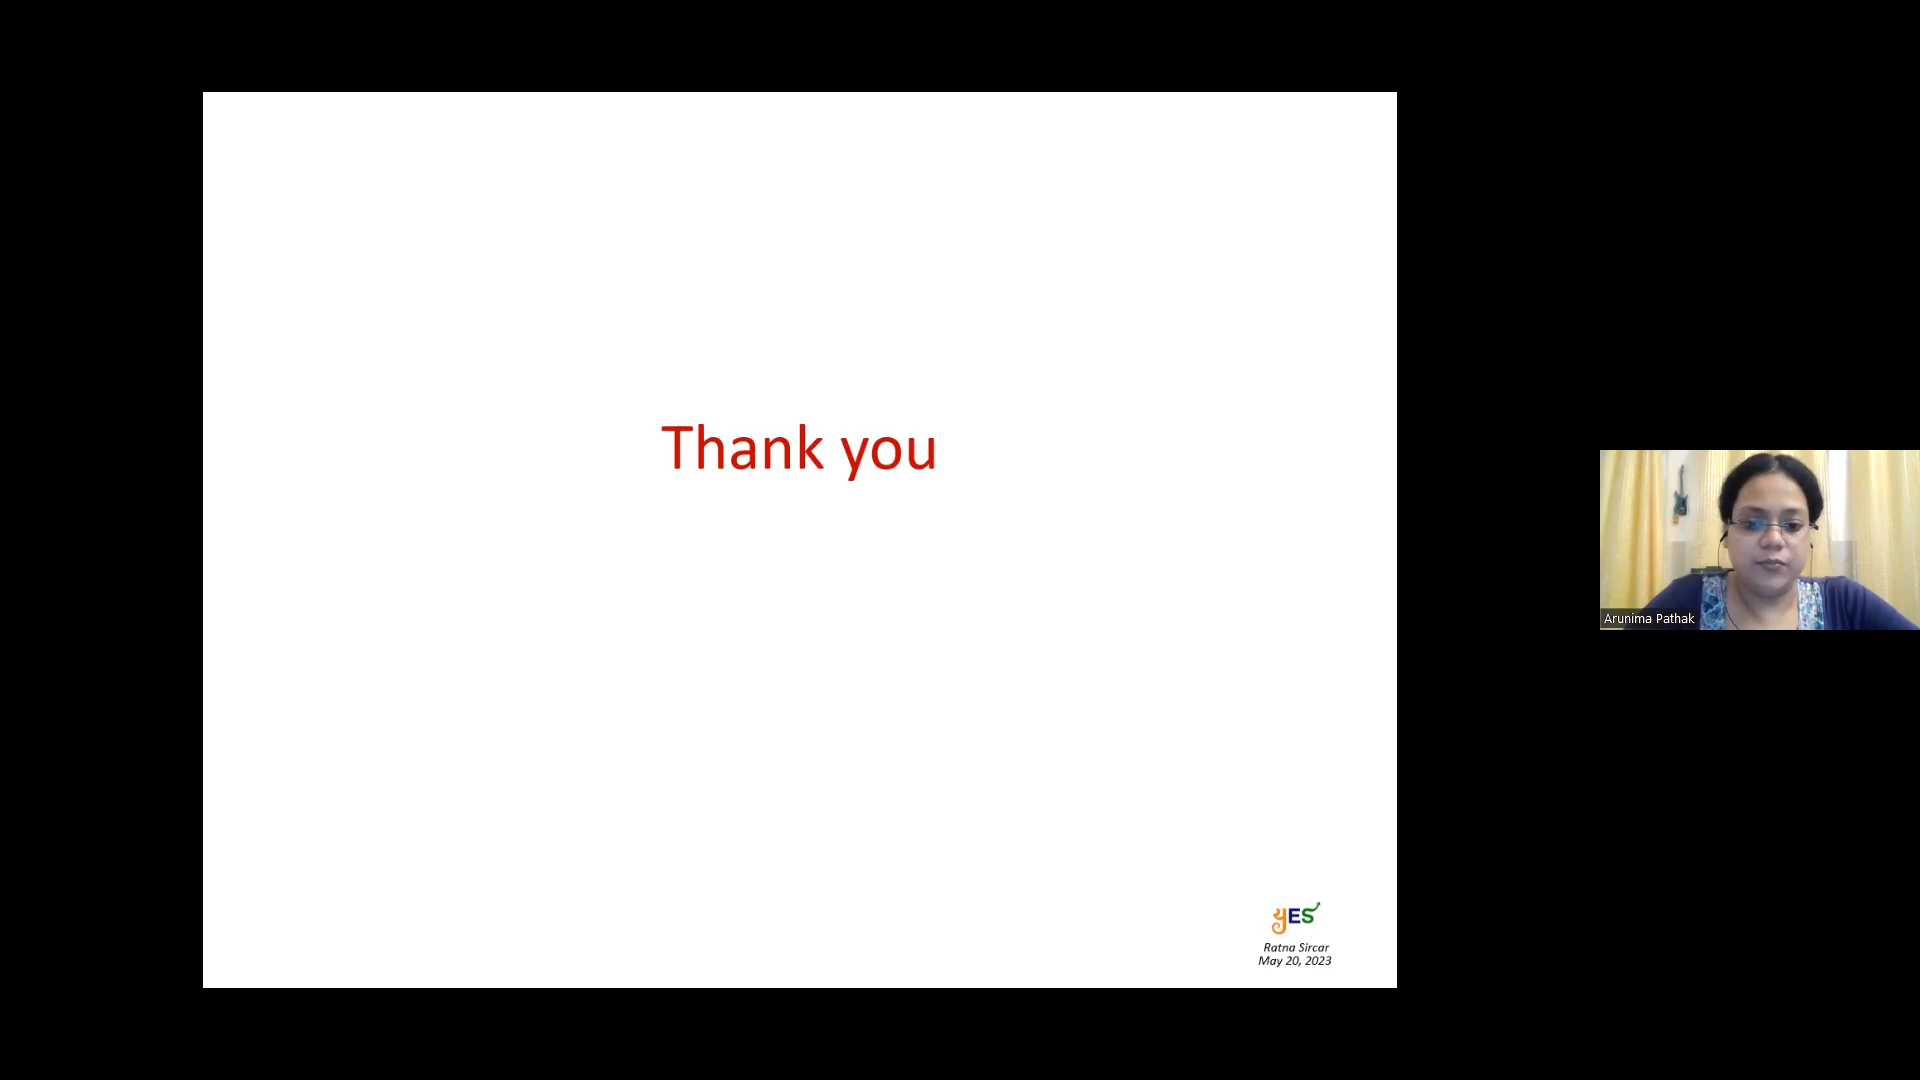 Thank you
Arunima Pathak
yES
Ratna Sircar
May 20, 2023